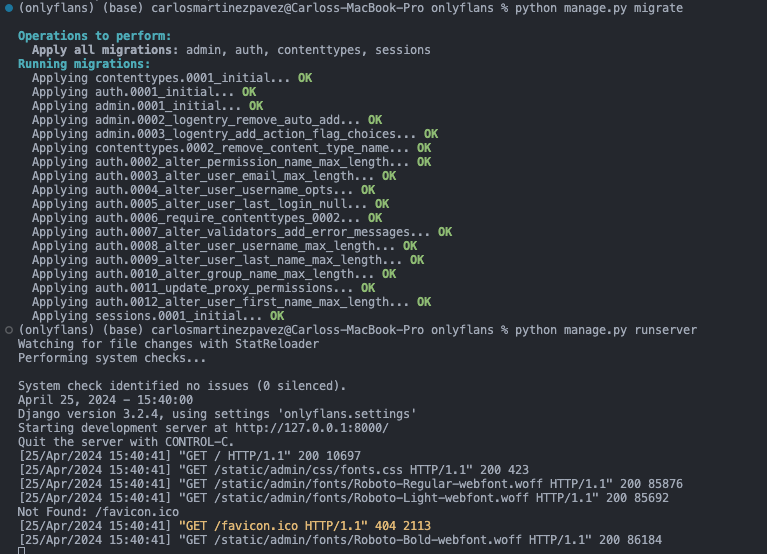 (onlyflans) (base) carlosmartinezpavez@Carloss-MacBook-Pro onlyflans % python manage.py migrate
Operations to perform:
Apply all migrations: admin, auth, contenttypes, sessions
Running migrations:
Applying contenttypes.0001_initial... OK
Applying auth.0001_initial... OK
Applying admin.0001_initial... OK
Applying admin.0002_logentry_remove_auto_add... OK
Applying admin.0003_logentry_add_action_flag_choices... OK
Applying contenttypes.0002_remove_content_type_name... OK
Applying auth.0002_alter_permission_name_max_length... OK
Applying auth.0003_alter_user_email_max_length... OK
Applying auth.0004_alter_user_username_opts... OK
Applying auth.0005_alter_user_last_login_null... OK
Applying auth.0006_require_contenttypes_0002... OK
Applying auth.0007_alter_validators_add_error_messages... OK
Applying auth.0008_alter_user_username_max_length... OK
Applying auth.0009_alter_user_last_name_max_length... OK
Applying auth.0010_alter_group_name_max_length... OK
Applying auth.0011_update_proxy_permissions... OK
Applying auth.0012_alter_user_first_name_max_length... OK
Applying sessions.0001_initial... OK
(onlyflans) (base) carlosmartinezpavez@Carloss-MacBook-Pro onlyflans % python manage.py runserver
Watching for file changes with StatReloader
Performing system checks...
System check identified no issues (0 silenced).
April 25, 2024 - 15:40:00
Django version 3.2.4, using settings 'onlyflans.settings'
Starting development server at http://127.0.0.1:8000/
Quit the server with CONTROL-C.
[25/Apr/2024 15:40:41] "GET / HTTP/1.1" 200 10697
[25/Apr/2024 15:40:41] "GET /static/admin/css/fonts.css HTTP/1.1" 200 423
[25/Apr/2024 15:40:41] "GET /static/admin/fonts/Roboto-Regular-webfont.woff HTTP/1.1" 200 85876
[25/Apr/2024 15:40:41] "GET /static/admin/fonts/Roboto-Light-webfont.woff HTTP/1.1" 200 85692
Not Found: /favicon.ico
[25/Apr/2024 15:40:41] "GET /favicon.ico HTTP/1.1" 404 2113
[25/Apr/2024 15:40:41] "GET /static/admin/fonts/Roboto-Bold-webfont.woff HTTP/1.1" 200 86184